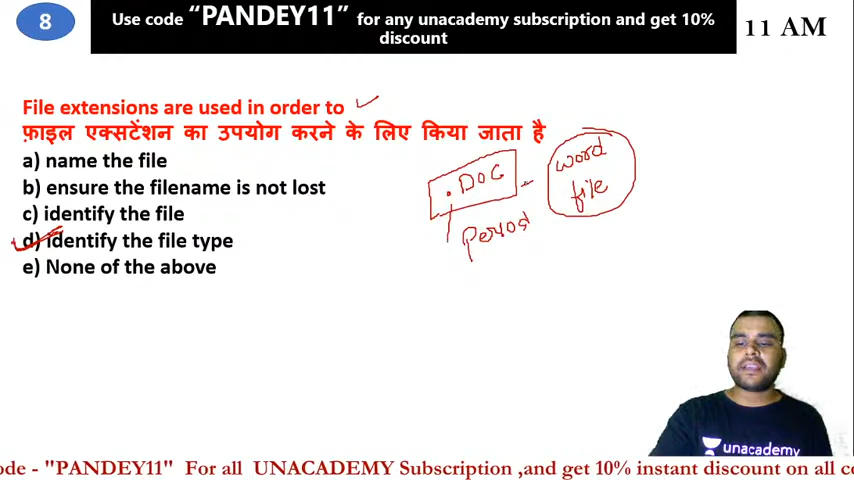 8
Use code “PANDEY11” for any unacademy subscription and get 10%
discount
11 AM
File extensions are used in order to
फ़ाइल एक्सटेंशन का उपयोग करने के लिए किया जाता है
a) name the file
b) ensure the filename is not lost
c) identify the file
d) identify the file type
e) None of the above
.DOC
word
file
Period
unacademy
ode - "PANDEY11" For all UNACADEMY Subscription ,and get 10% instant discount on all co